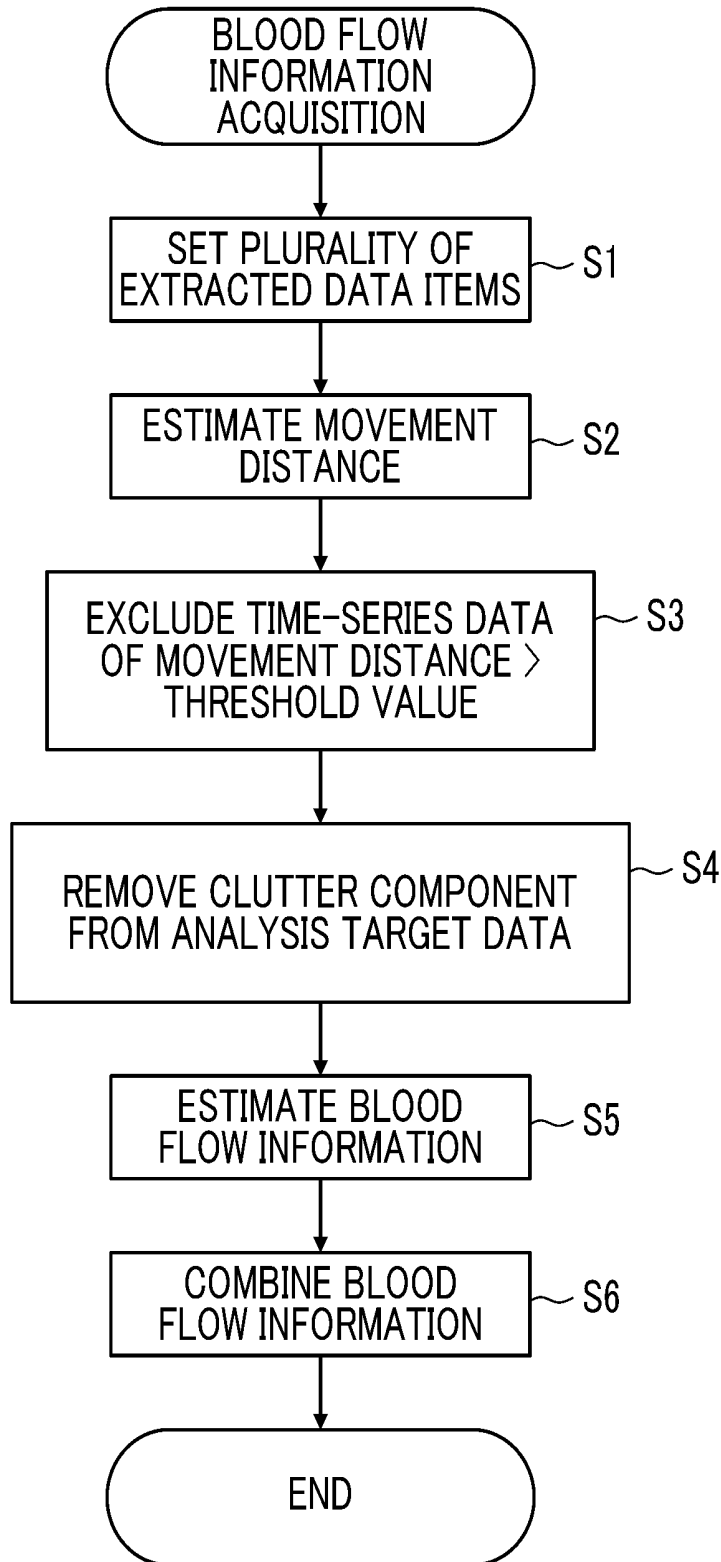 BLOOD FLOW
INFORMATION
ACQUISITION
SET PLURALITY OF
EXTRACTED DATA ITEMS
S1
ESTIMATE MOVEMENT
DISTANCE
S2
EXCLUDE TIME-SERIES DATA
OF MOVEMENT DISTANCE >
THRESHOLD VALUE
S3
REMOVE CLUTTER COMPONENT
FROM ANALYSIS TARGET DATA
S4
ESTIMATE BLOOD
FLOW INFORMATION
S5
COMBINE BLOOD
FLOW INFORMATION
S6
END